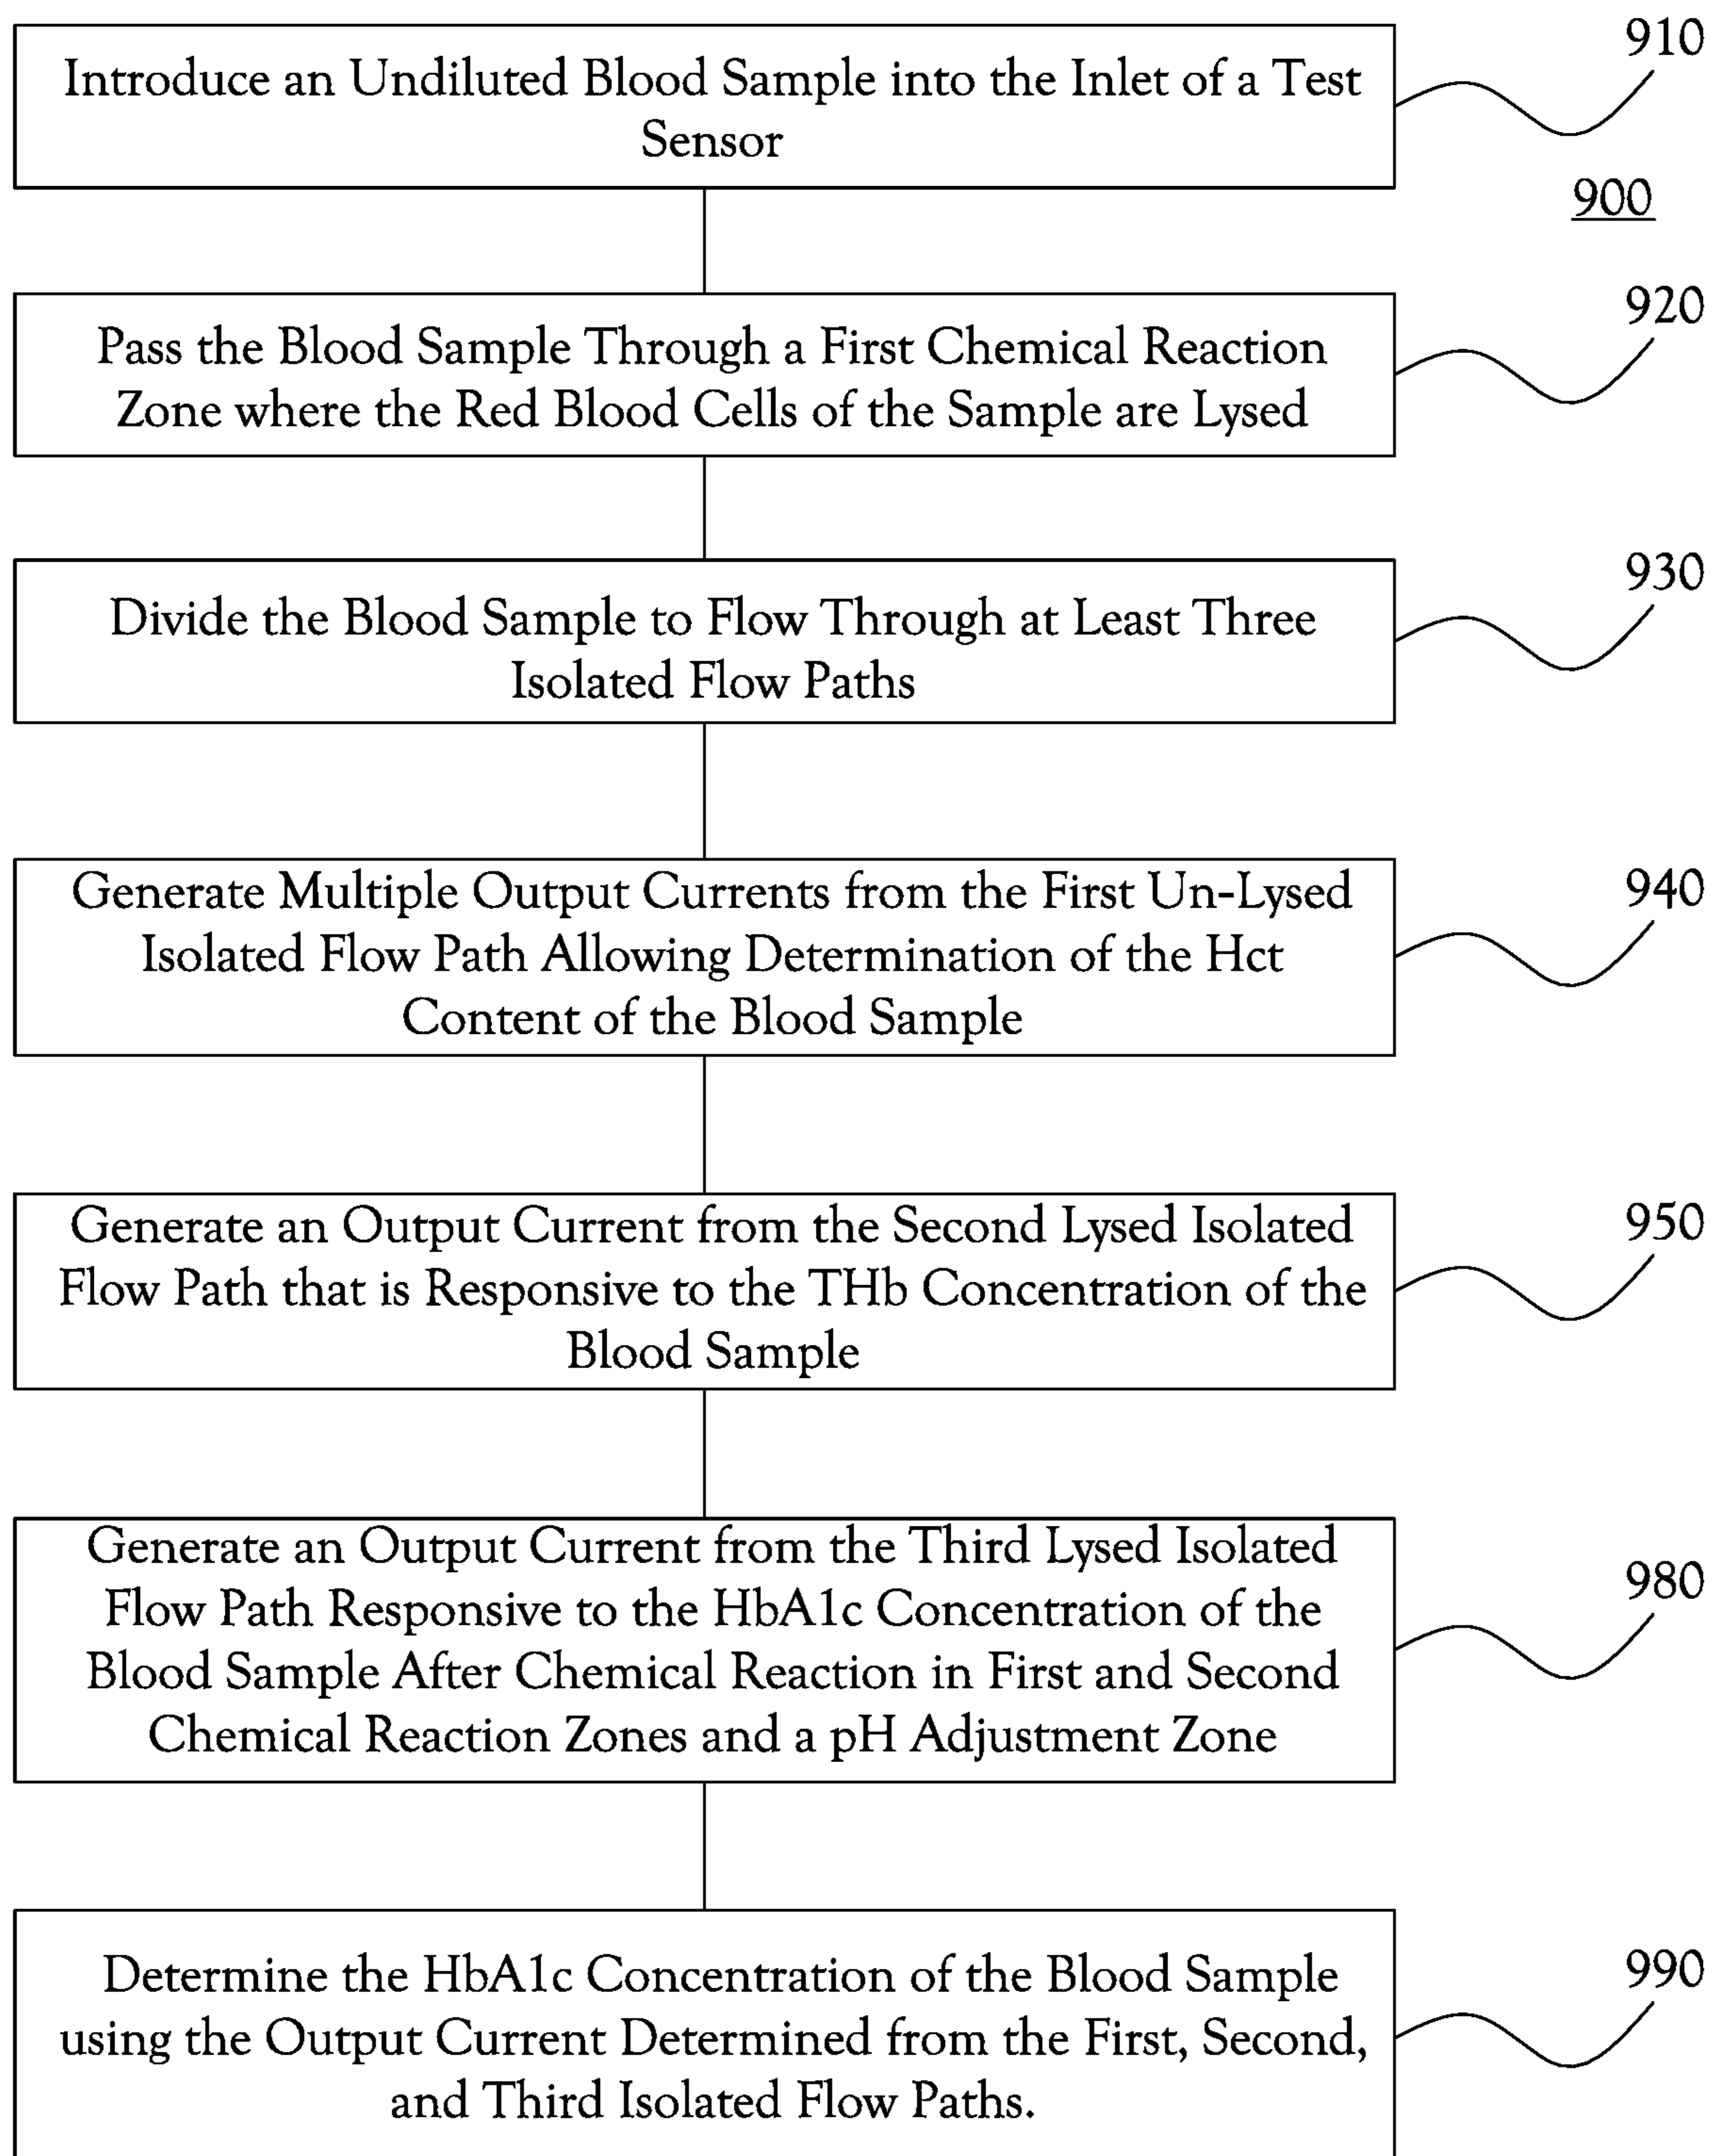 910
Introduce an Undiluted Blood Sample into the Inlet of a Test
Sensor
900
920
Pass the Blood Sample Through a First Chemical Reaction
Zone where the Red Blood Cells of the Sample are Lysed
930
Divide the Blood Sample to Flow Through at Least Three
Isolated Flow Paths
940
Generate Multiple Output Currents from the First Un-Lysed
Isolated Flow Path Allowing Determination of the Hct
Content of the Blood Sample
950
Generate an Output Current from the Second Lysed Isolated
Flow Path that is Responsive to the THb Concentration of the
Blood Sample
980
Generate an Output Current from the Third Lysed Isolated
Flow Path Responsive to the HbA1c Concentration of the
Blood Sample After Chemical Reaction in First and Second
Chemical Reaction Zones and a pH Adjustment Zone
990
Determine the HbA1c Concentration of the Blood Sample
using the Output Current Determined from the First, Second,
and Third Isolated Flow Paths.